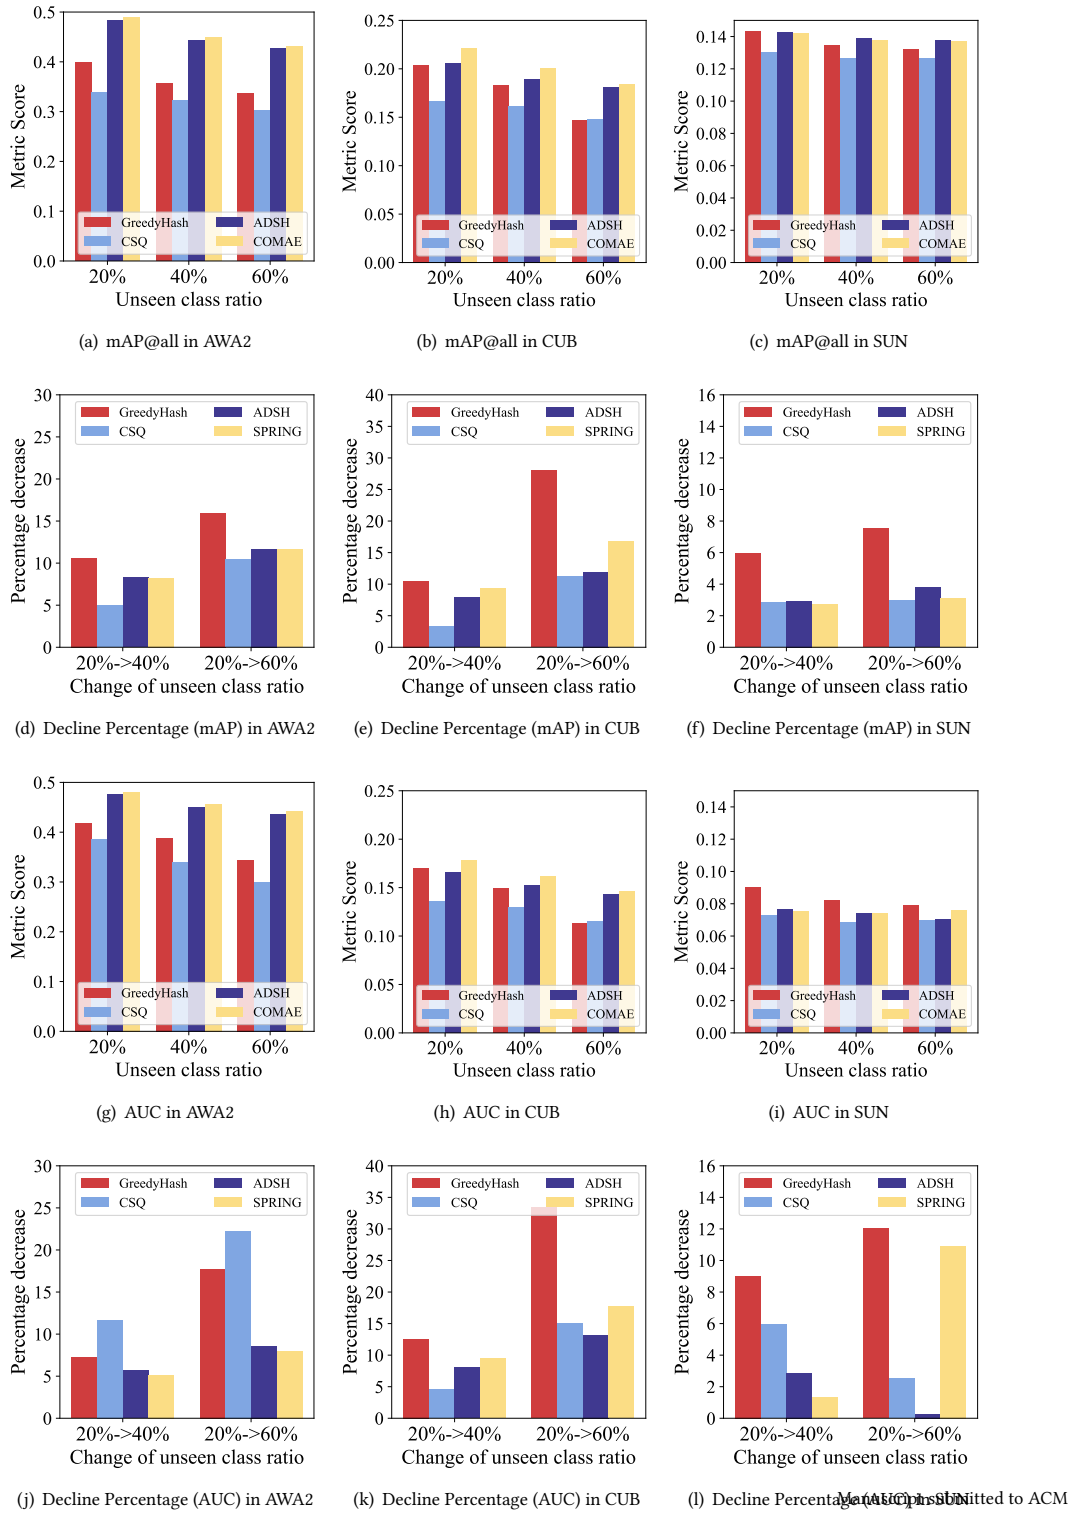 0.5
0.4
0.3
0.2
0.1
0.0
Metric Score
GreedyHash ADSH
CSQ COMAE
20% 40% 60%
Unseen class ratio
(a) mAP@all in AWA2
0.25
0.20
0.15
0.10
0.05
0.00
Metric Score
GreedyHash ADSH
CSQ COMAE
20% 40% 60%
Unseen class ratio
(b) mAP@all in CUB
0.14
0.12
0.10
0.08
0.06
0.04
0.02
0.00
Metric Score
GreedyHash ADSH
CSQ COMAE
20% 40% 60%
Unseen class ratio
(c) mAP@all in SUN
30
25
20
15
10
5
0
Percentage decrease
GreedyHash ADSH
CSQ SPRING
20%->40% 20%->60%
Change of unseen class ratio
(d) Decline Percentage (mAP) in AWA2
40
35
30
25
20
15
10
5
0
Percentage decrease
GreedyHash ADSH
CSQ SPRING
20%->40% 20%->60%
Change of unseen class ratio
(e) Decline Percentage (mAP) in CUB
16
14
12
10
8
6
4
2
0
Percentage decrease
GreedyHash ADSH
CSQ SPRING
20%->40% 20%->60%
Change of unseen class ratio
(f) Decline Percentage (mAP) in SUN
0.5
0.4
0.3
0.2
0.1
0.0
Metric Score
GreedyHash ADSH
CSQ COMAE
20% 40% 60%
Unseen class ratio
(g) AUC in AWA2
0.25
0.20
0.15
0.10
0.05
0.00
Metric Score
GreedyHash ADSH
CSQ COMAE
20% 40% 60%
Unseen class ratio
(h) AUC in CUB
0.14
0.12
0.10
0.08
0.06
0.04
0.02
0.00
Metric Score
GreedyHash ADSH
CSQ COMAE
20% 40% 60%
Unseen class ratio
(i) AUC in SUN
30
25
20
15
10
5
0
Percentage decrease
GreedyHash ADSH
CSQ SPRING
20%->40% 20%->60%
Change of unseen class ratio
(j) Decline Percentage (AUC) in AWA2
40
35
30
25
20
15
10
5
0
Percentage decrease
GreedyHash ADSH
CSQ SPRING
20%->40% 20%->60%
Change of unseen class ratio
(k) Decline Percentage (AUC) in CUB
16
14
12
10
8
6
4
2
0
Percentage decrease
GreedyHash ADSH
CSQ SPRING
20%->40% 20%->60%
Change of unseen class ratio
(l) Decline Percentage (AUC) in SUN
Manuscript submitted to ACM